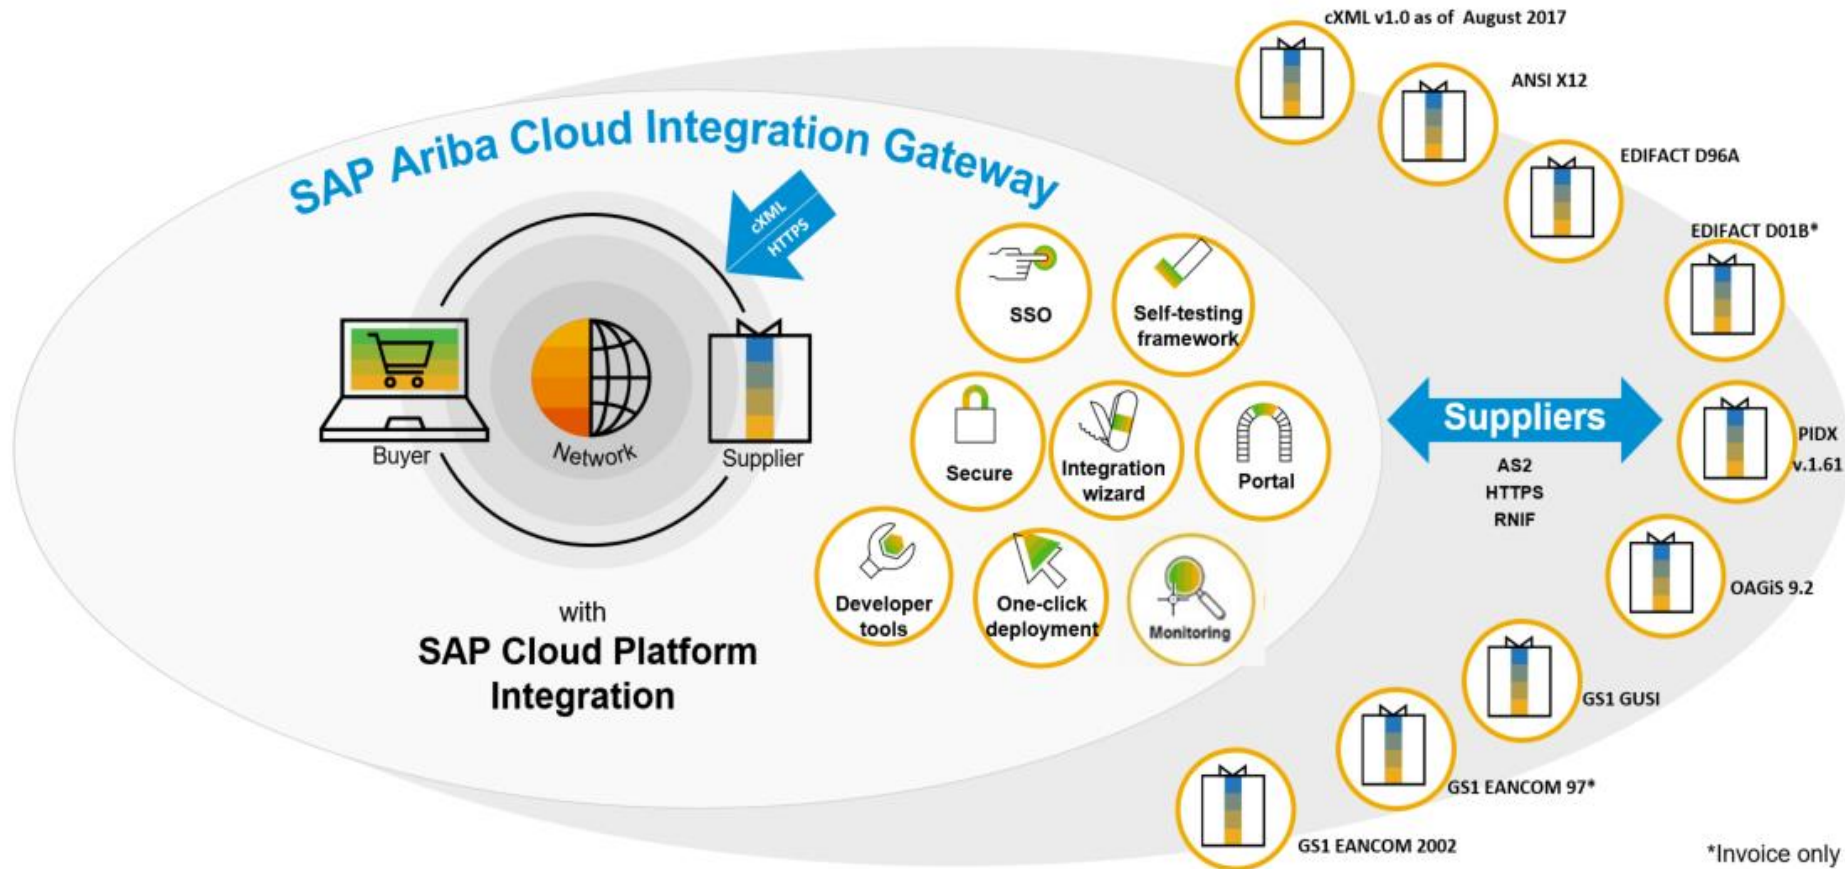 cXML v1.0 as of August 2017
ANSI X12
EDIFACT D96A
EDIFACT D01B*
SAP Ariba Cloud Integration Gateway
cXML
HTTPS
SSO
Self-testing
framework
Buyer
Network
Supplier
Secure
Integration
wizard
Portal
Suppliers
AS2
HTTPS
RNIF
PIDX
v.1.61
Developer
tools
One-click
deployment
Monitoring
OAGiS 9.2
with
SAP Cloud Platform
Integration
GS1 GUSI
GS1 EANCOM 97*
GS1 EANCOM 2002
*Invoice only